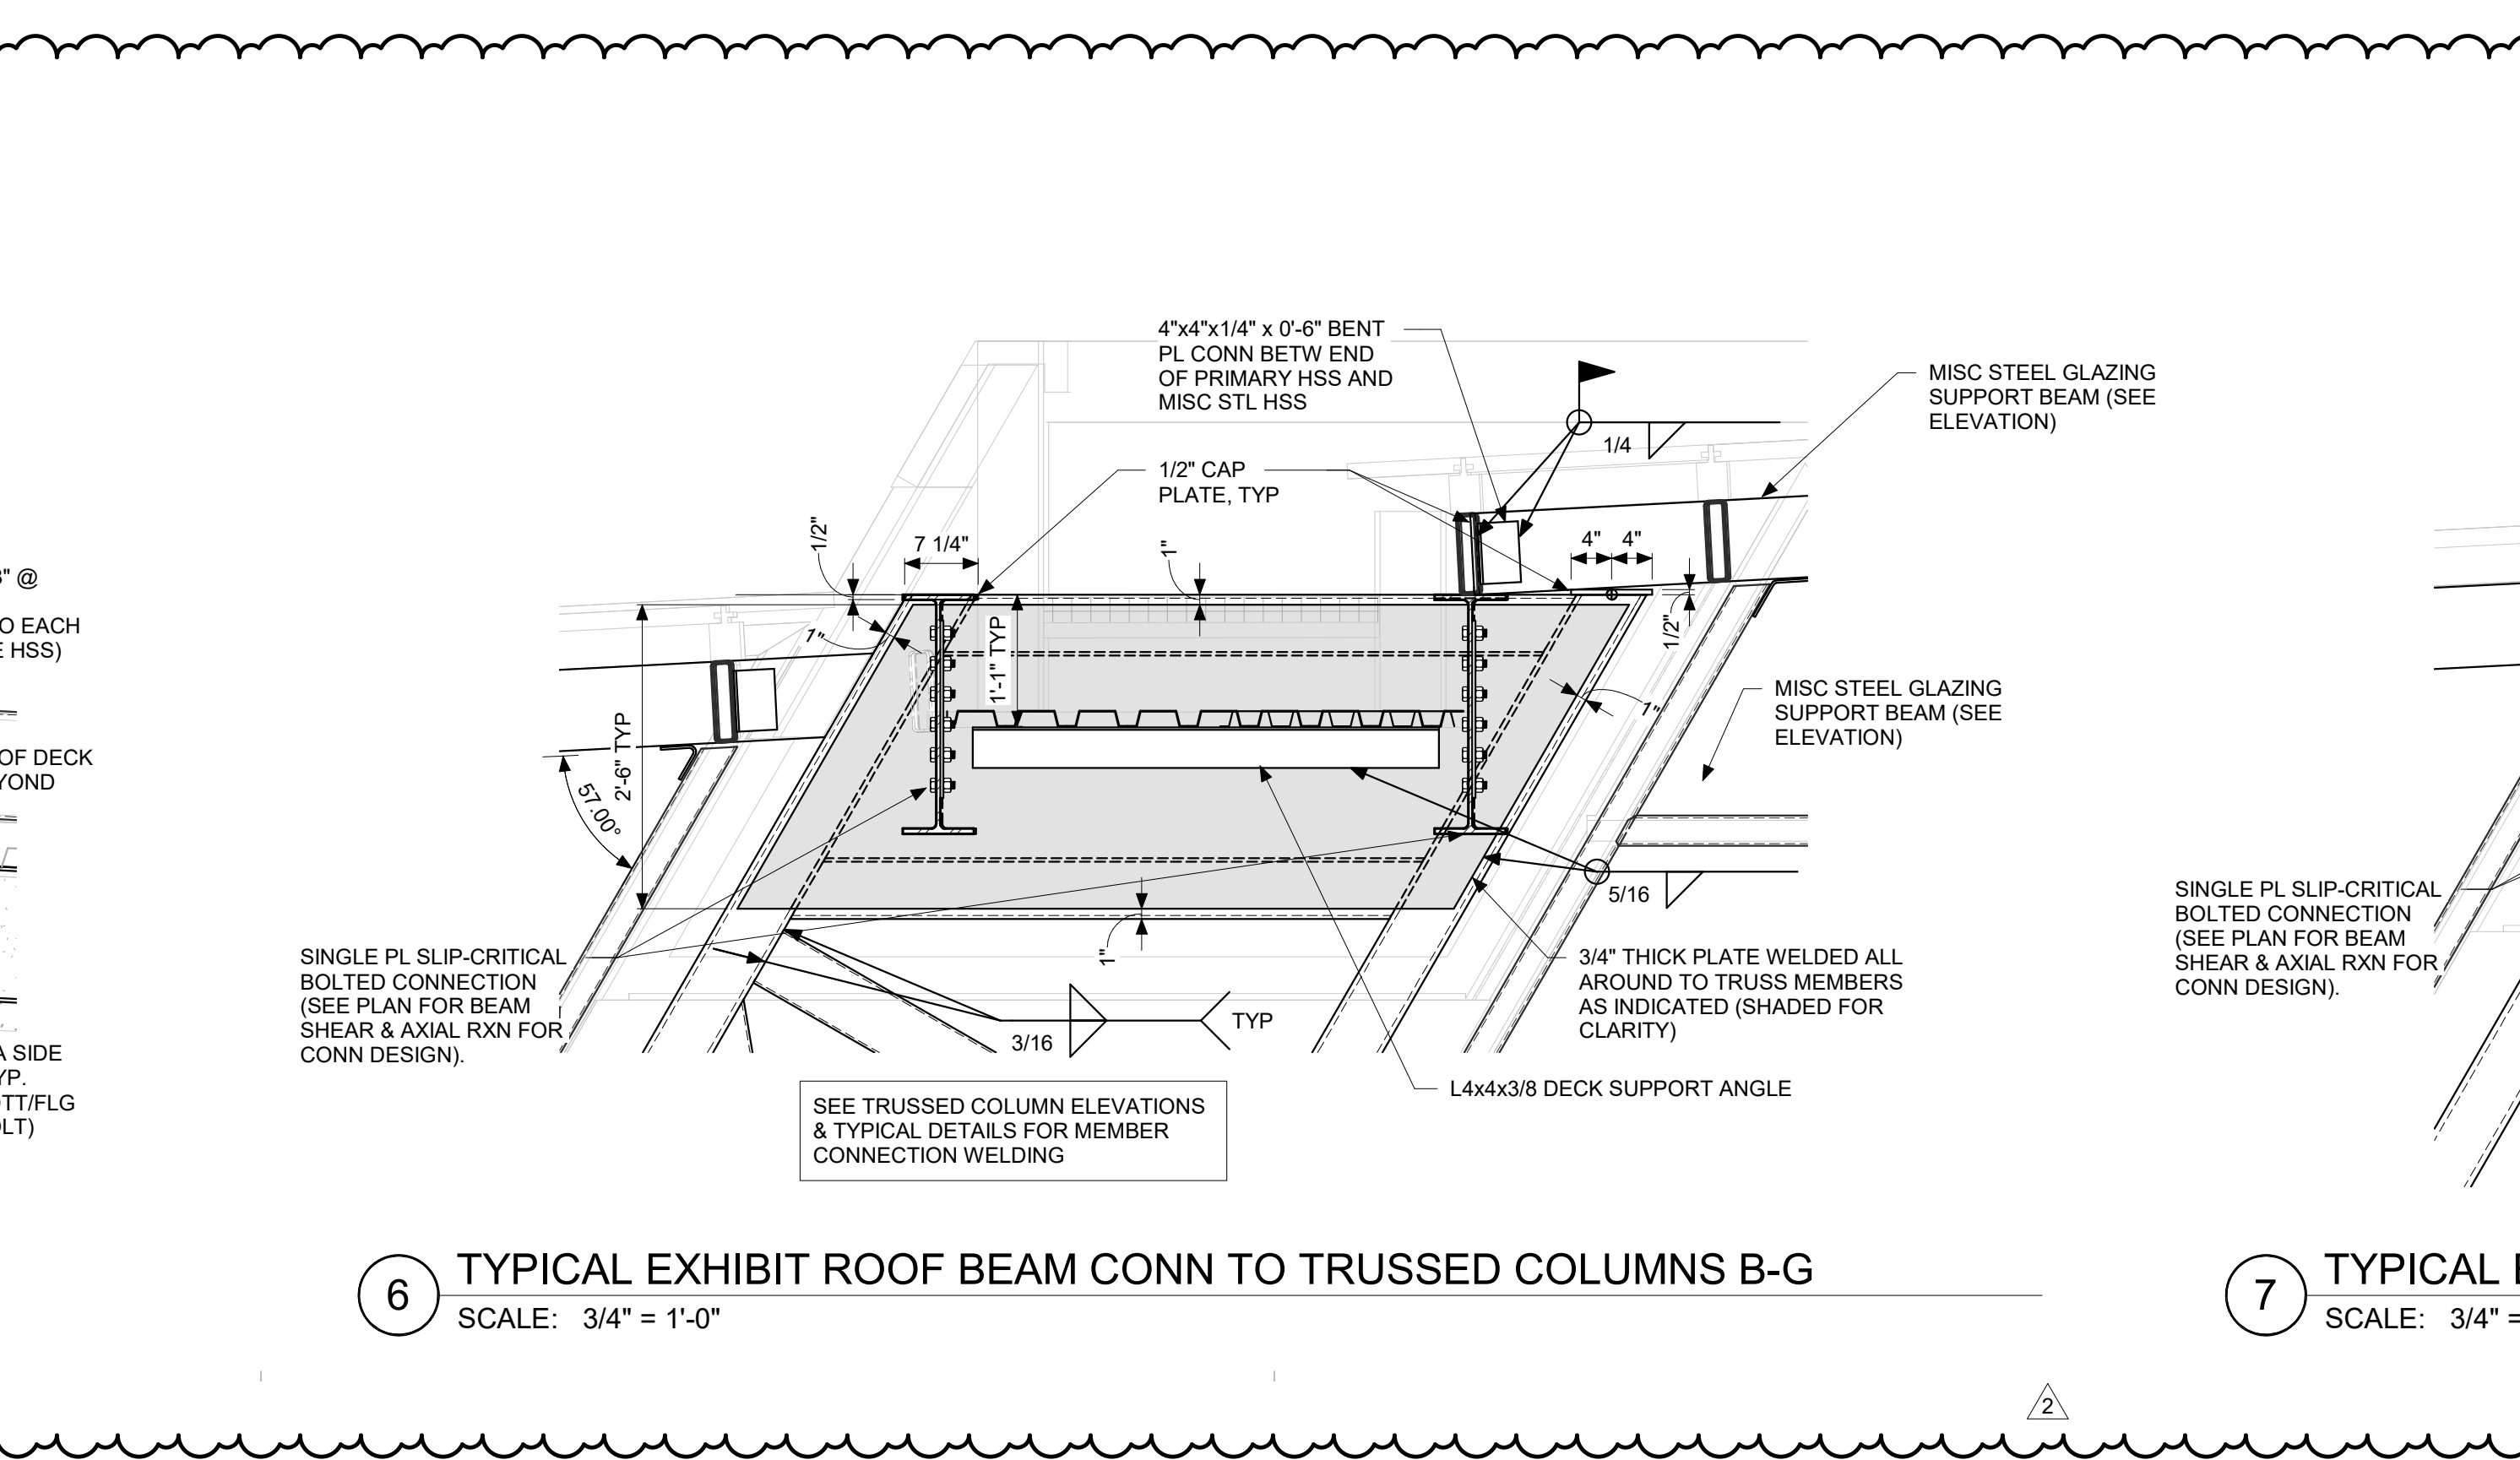 3" @
O EACH
E HSS)
OF DECK
YOND
A SIDE
YP.
OTT/FLG
OLT)
4"x4"x1/4" x 0'-6" BENT
PL CONN BETW END
OF PRIMARY HSS AND
MISC STL HSS
MISC STEEL GLAZING
SUPPORT BEAM (SEE
ELEVATION)
1/4
1/2" CAP
PLATE, TYP
1/2"
7 1/4"
1"
4"
4"
1"
1'-1" TYP
1/2"
2'-6" TYP
57.00°
1"
MISC STEEL GLAZING
SUPPORT BEAM (SEE
ELEVATION)
5/16
1"
SINGLE PL SLIP-CRITICAL
BOLTED CONNECTION
(SEE PLAN FOR BEAM
SHEAR & AXIAL RXN FOR
CONN DESIGN).
3/16
TYP
3/4" THICK PLATE WELDED ALL
AROUND TO TRUSS MEMBERS
AS INDICATED (SHADED FOR
CLARITY)
L4x4x3/8 DECK SUPPORT ANGLE
SEE TRUSSED COLUMN ELEVATIONS
& TYPICAL DETAILS FOR MEMBER
CONNECTION WELDING
SINGLE PL SLIP-CRITICAL
BOLTED CONNECTION
(SEE PLAN FOR BEAM
SHEAR & AXIAL RXN FOR
CONN DESIGN).
6
TYPICAL EXHIBIT ROOF BEAM CONN TO TRUSSED COLUMNS B-G
SCALE: 3/4" = 1'-0"
7
TYPICAL
SCALE: 3/4" =
2